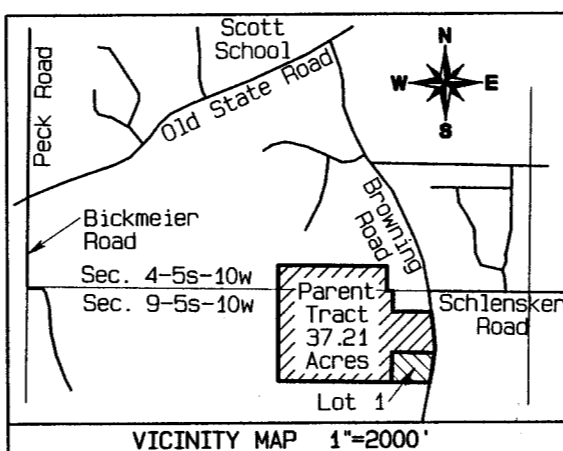 Scott
School
N
W E
S
Peck Road
Old State Road
Bickmeier
Road
Browning
Road
Sec. 4-5s-10w
Sec. 9-5s-10w
Parent
Tract
37.21
Acres
Schlensker
Road
Lot 1
VICINITY MAP 1"=2000'